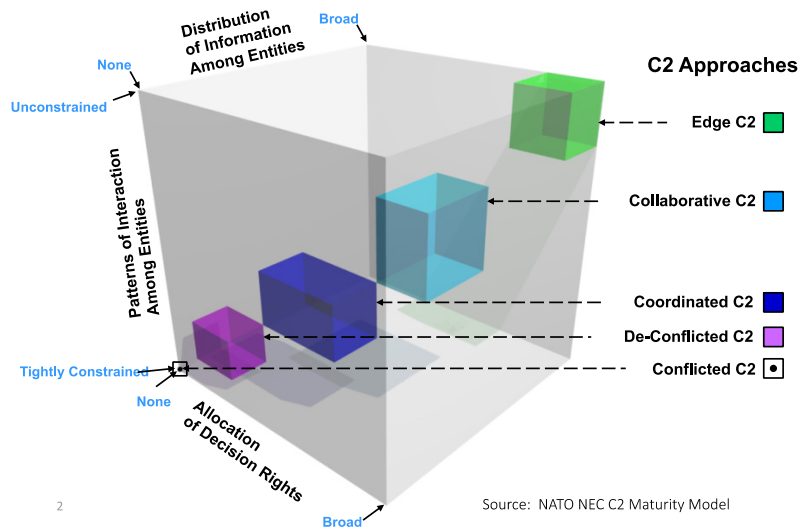 Distribution
of Information
Among Entities
Broad
None
Unconstrained
C2 Approaches
Edge C2
Collaborative C2
Patterns of Interaction
Among Entities
Coordinated C2
De-Conflicted C2
Tightly Constrained
Conflicted C2
None
Allocation
of Decision Rights
Broad
2
Source: NATO NEC C2 Maturity Model